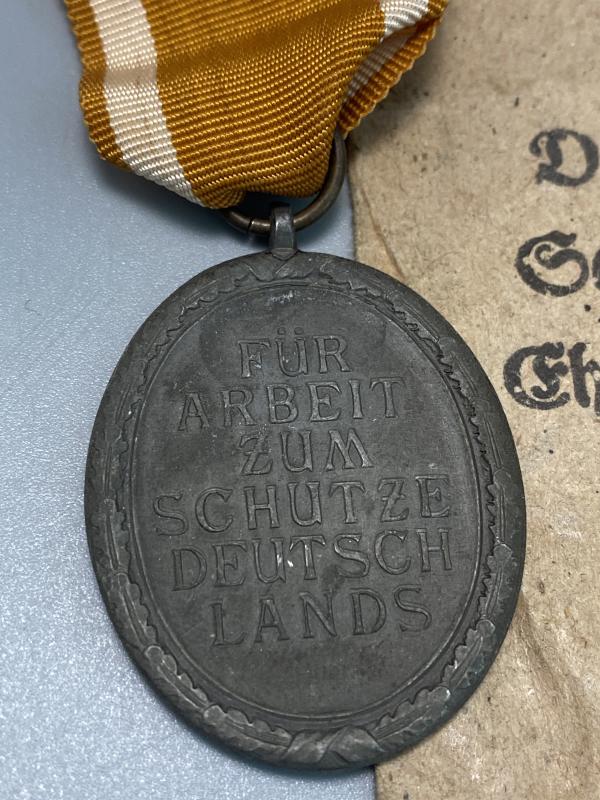 FÜR
ARBEIT
ZUM
SCHUTZE
DEUTSCH
LANDS